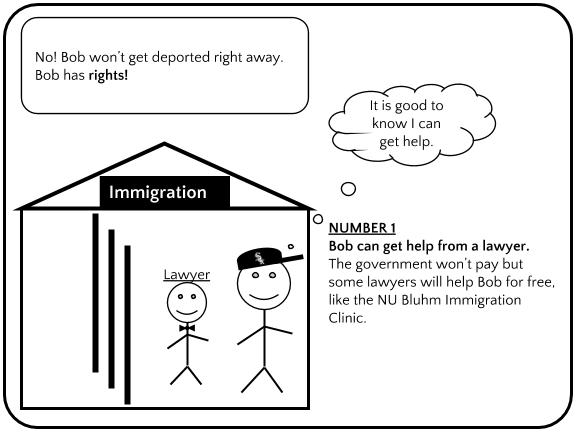 No! Bob won't get deported right away.
Bob has rights!
It is good to
know I can
get help.
Immigration
Lawyer
NUMBER 1
Bob can get help from a lawyer.
The government won't pay but
some lawyers will help Bob for free,
like the NU Bluhm Immigration
Clinic.